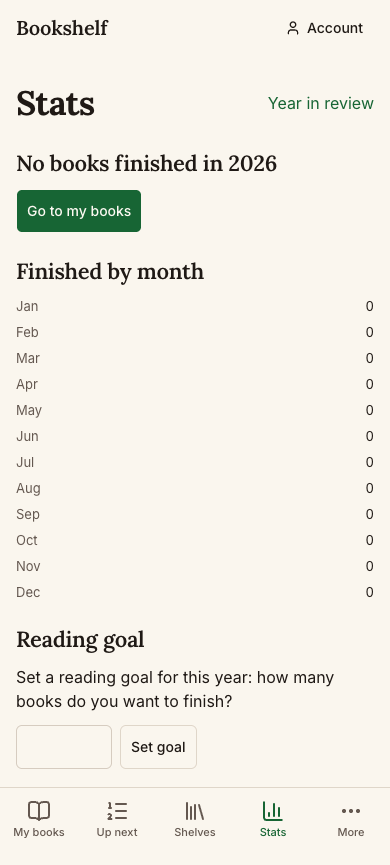 Bookshelf
Account
Stats
Year in review
No books finished in 2026
Go to my books
Finished by month
Jan 0
Feb 0
Mar 0
Apr 0
May 0
Jun 0
Jul 0
Aug 0
Sep 0
Oct 0
Nov 0
Dec 0
Reading goal
Set a reading goal for this year: how many
books do you want to finish?
Set goal
My books
Up next
Shelves
Stats
More